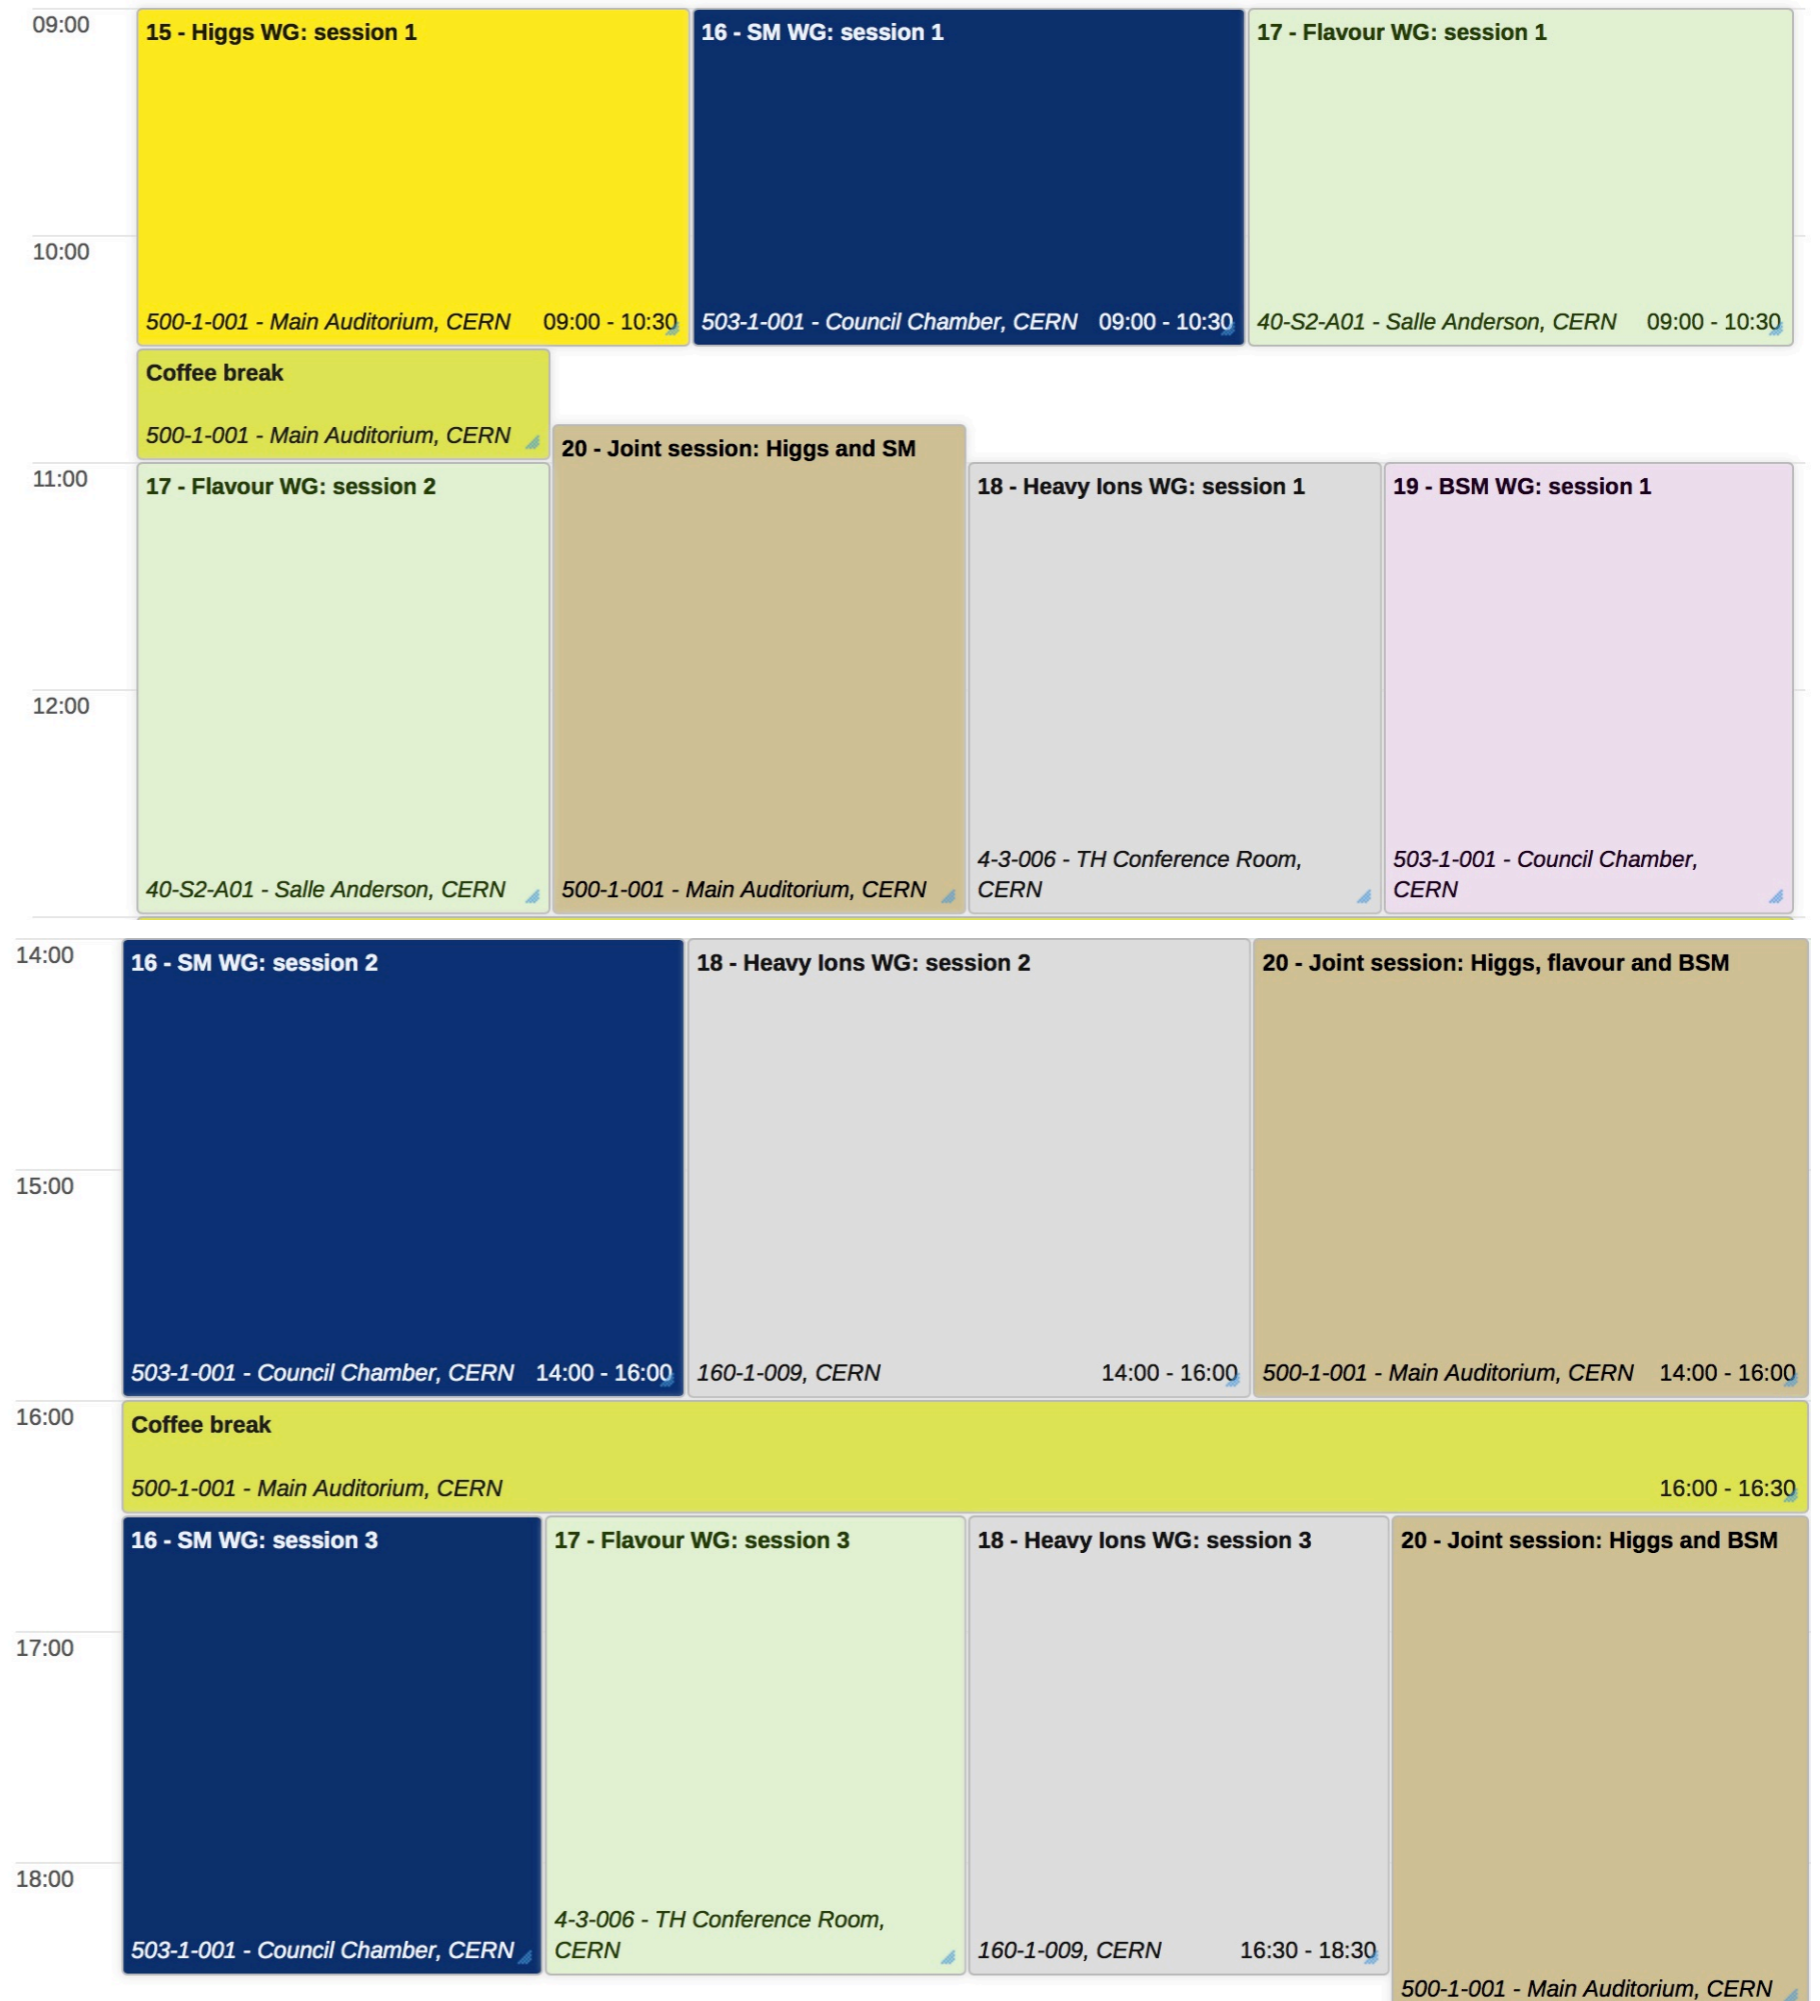 09:00
15 - Higgs WG: session 1
16 - SM WG: session 1
17 - Flavour WG: session 1
10:00
500-1-001 - Main Auditorium, CERN 09:00 - 10:30
503-1-001 - Council Chamber, CERN 09:00 - 10:30
40-S2-A01 - Salle Anderson, CERN 09:00 - 10:30
Coffee break
500-1-001 - Main Auditorium, CERN
20 - Joint session: Higgs and SM
11:00
17 - Flavour WG: session 2
18 - Heavy Ions WG: session 1
19 - BSM WG: session 1
12:00
40-S2-A01 - Salle Anderson, CERN
500-1-001 - Main Auditorium, CERN
4-3-006 - TH Conference Room,
CERN
503-1-001 - Council Chamber,
CERN
14:00
16 - SM WG: session 2
18 - Heavy Ions WG: session 2
20 - Joint session: Higgs, flavour and BSM
15:00
503-1-001 - Council Chamber, CERN 14:00 - 16:00
160-1-009, CERN 14:00 - 16:00
500-1-001 - Main Auditorium, CERN 14:00 - 16:00
16:00
Coffee break
500-1-001 - Main Auditorium, CERN 16:00 - 16:30
16 - SM WG: session 3
17 - Flavour WG: session 3
18 - Heavy Ions WG: session 3
20 - Joint session: Higgs and BSM
17:00
18:00
503-1-001 - Council Chamber, CERN
4-3-006 - TH Conference Room,
CERN
160-1-009, CERN 16:30 - 18:30
500-1-001 - Main Auditorium, CERN